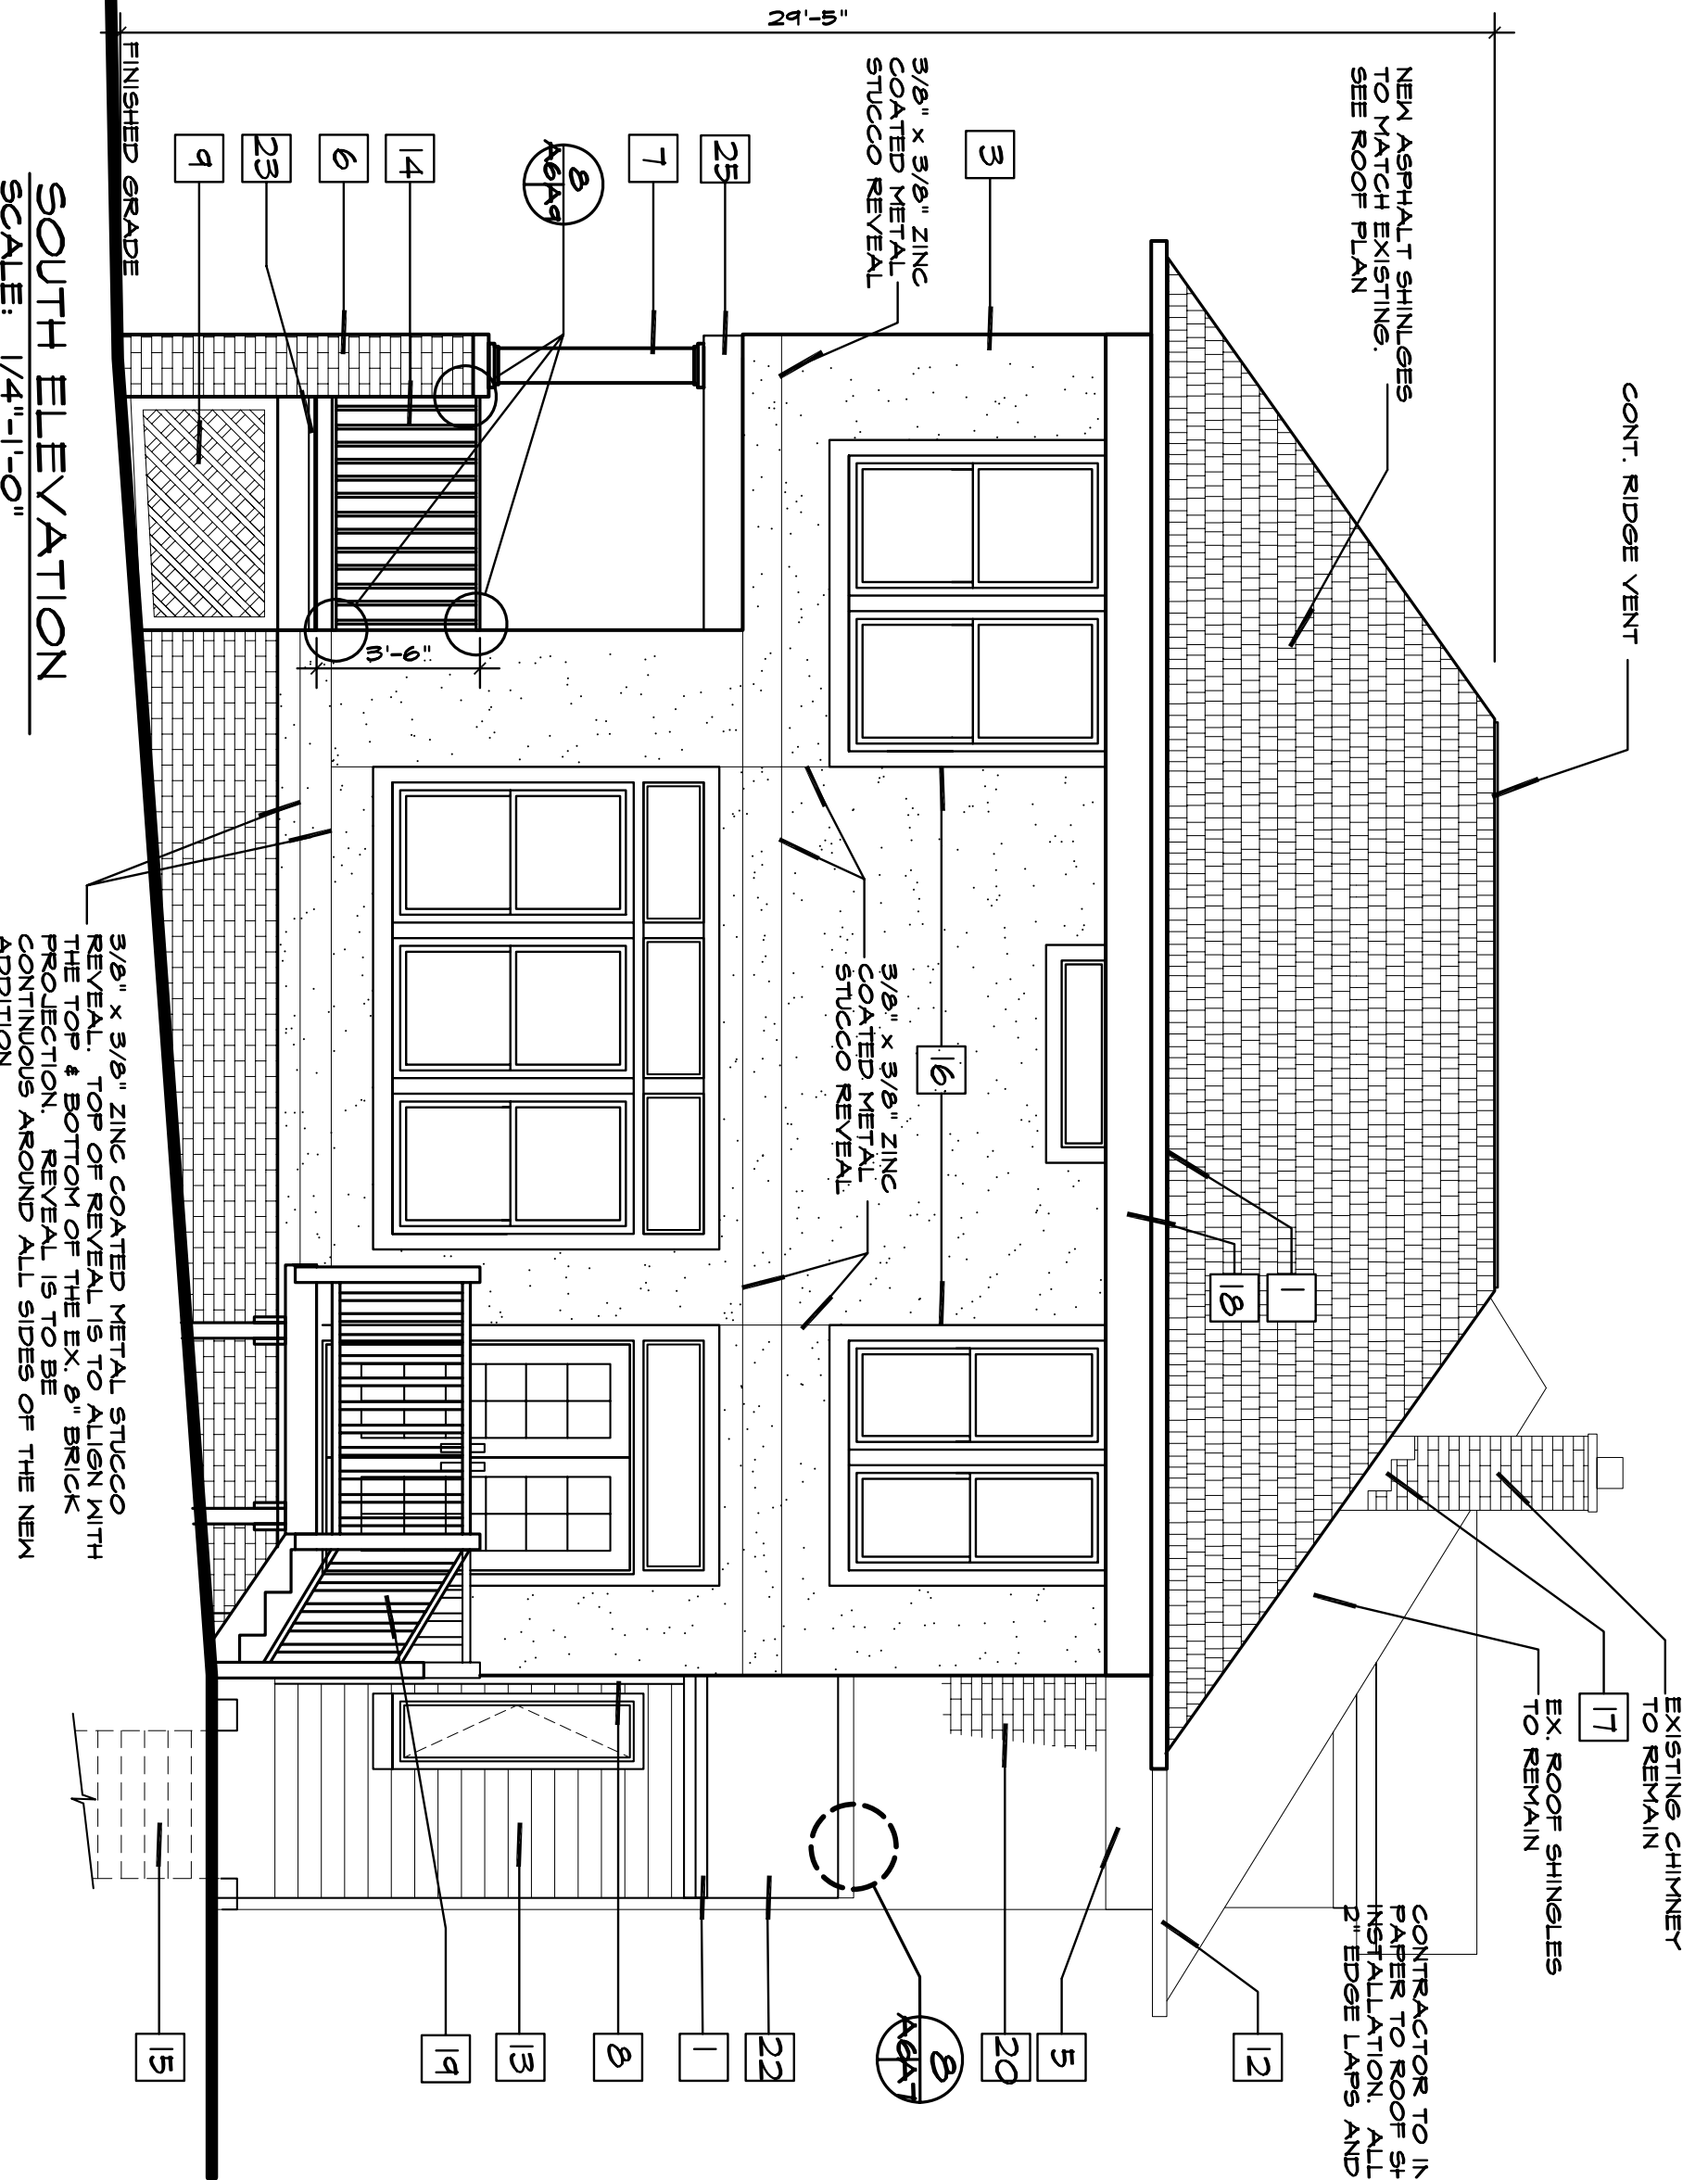 CONT. RIDGE VENT
NEW ASPHALT SHINLGES
TO MATCH EXISTING.
SEE ROOF PLAN
EXISTING CHIMNEY
TO REMAIN
17
EX. ROOF SHINGLES
TO REMAIN
CONTRACTOR TO
PAPER TO ROOF
INSTALLATION. ALL
2" EDGE LAPS AND
29'-5"
3
3/8" x 3/8" ZINC
COATED METAL
STUCCO REVEAL
25
7
8
A6A9
14
6
23
9
FINISHED GRADE
1
18
16
3/8" x 3/8" ZINC
COATED METAL
STUCCO REVEAL
3'-6"
12
5
20
8
A6A7
22
1
8
13
19
15
3/8" x 3/8" ZINC COATED METAL STUCCO
REVEAL. TOP OF REVEAL IS TO ALIGN WITH
THE TOP & BOTTOM OF THE EX. 8" BRICK
PROJECTION. REVEAL IS TO BE
CONTINUOUS AROUND ALL SIDES OF THE NEW
ADDITION
SOUTH ELEVATION
SCALE: 1/4"-1'-0"